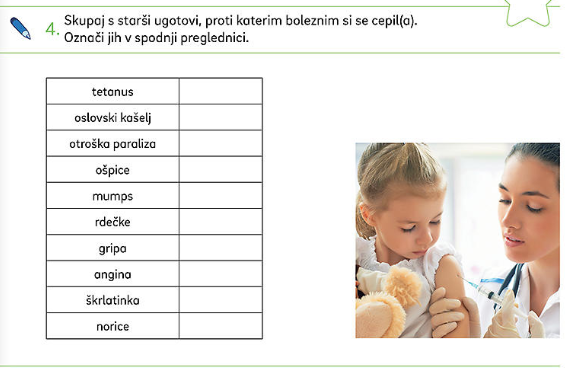 4. Skupaj s starši ugotovi, proti katerim boleznim si se cepil(a).
Označi jih v spodnji preglednici.
tetanus
oslovski kašelj
otroška paraliza
ošpice
mumps
rdečke
gripa
angina
škrlatinka
norice